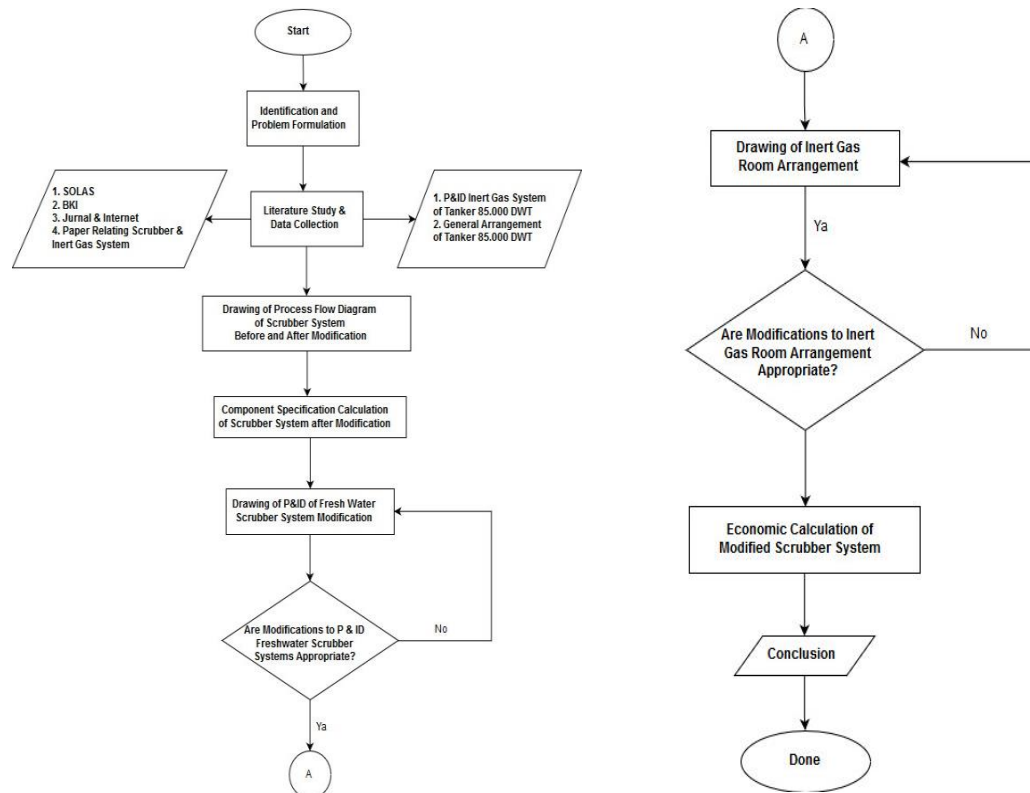 Start
Identification and
Problem Formulation
1. SOLAS
2. BKI
3. Jurnal & Internet
4. Paper Relating Scrubber &
Inert Gas System
Literature Study &
Data Collection
1. P&ID Inert Gas System
of Tanker 85.000 DWT
2. General Arrangement
of Tanker 85.000 DWT
Drawing of Process Flow Diagram
of Scrubber System
Before and After Modification
Component Specification Calculation
of Scrubber System after Modification
Drawing of P&ID of Fresh Water
Scrubber System Modification
Are Modifications to P & ID
Freshwater Scrubber
Systems Appropriate?
No
Ya
A
A
Drawing of Inert Gas
Room Arrangement
Ya
Are Modifications to Inert
Gas Room Arrangement
Appropriate?
No
Economic Calculation of
Modified Scrubber System
Conclusion
Done